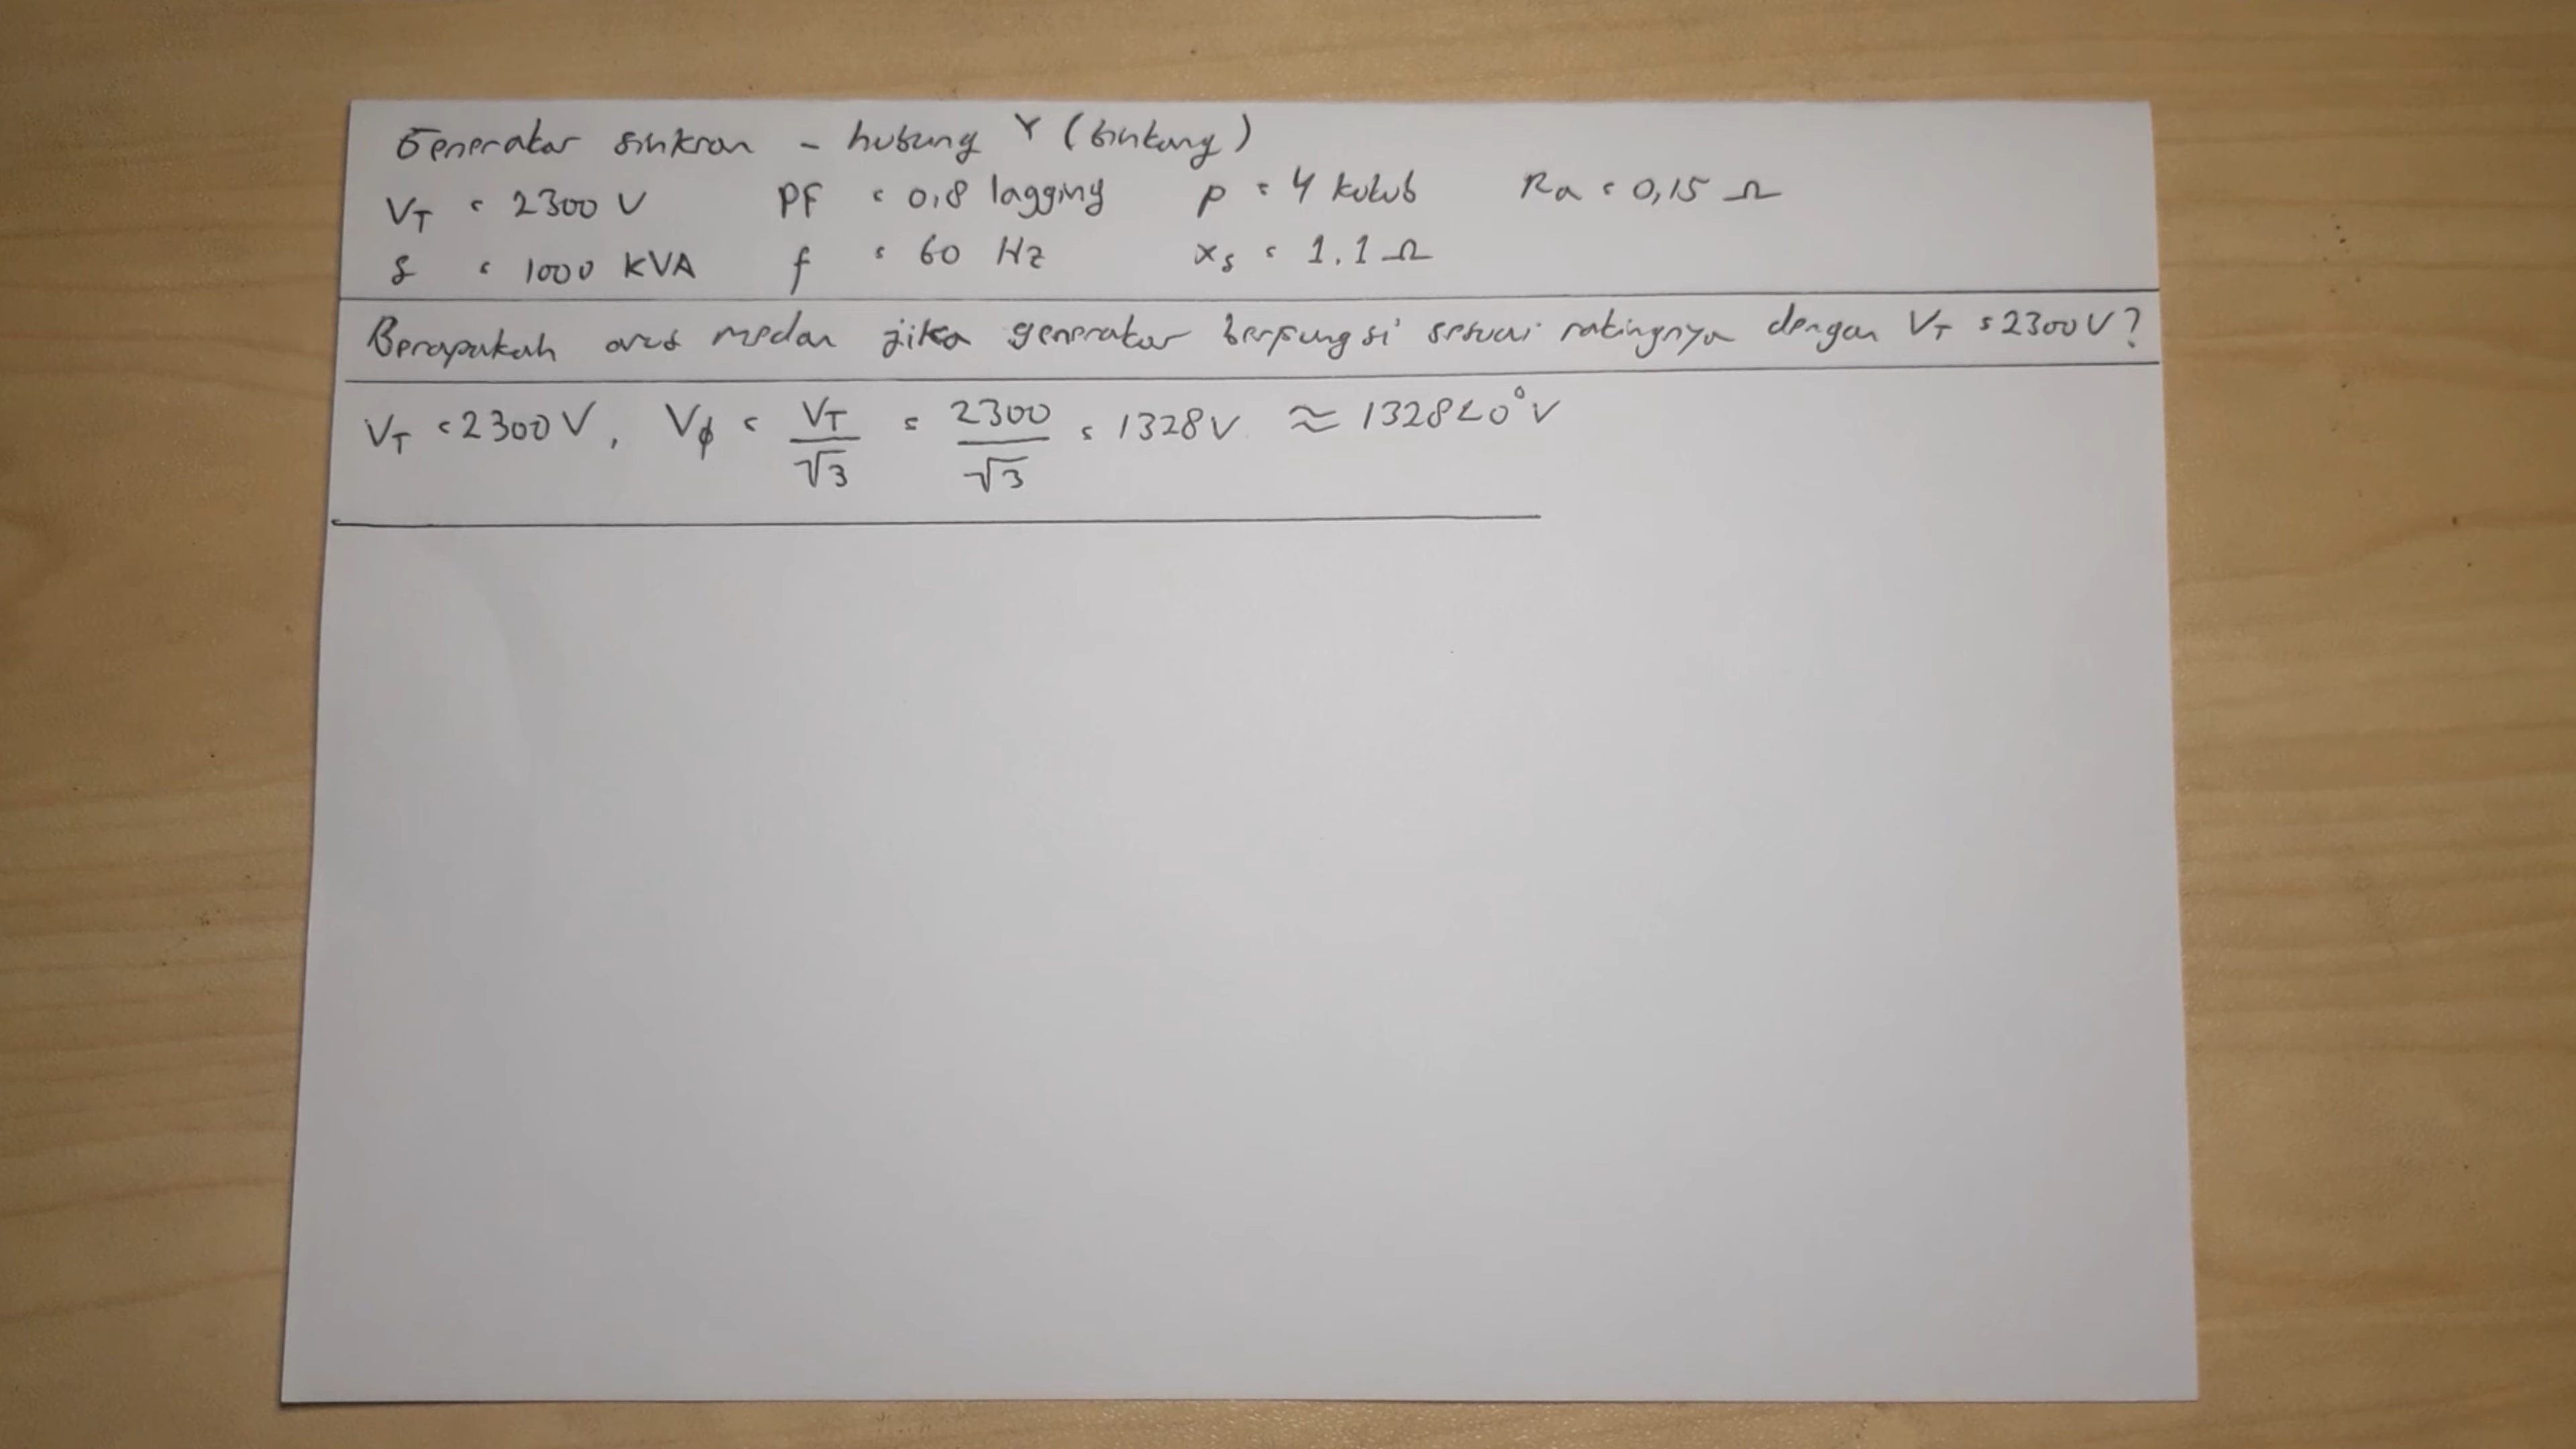 Generator sinkron - hubung Y (bintang)
VT = 2300 V PF = 0,8 lagging p = 4 kutub Ra = 0,15 Ω
S = 1000 KVA f = 60 Hz Xs = 1.1 Ω
Berapakah arus medan jika generator berfungsi sesuai ratingnya dengan VT = 2300 V?
VT = 2300 V, Vφ = VT/√3 = 2300/√3 = 1328 V ≈ 1328∠0° V